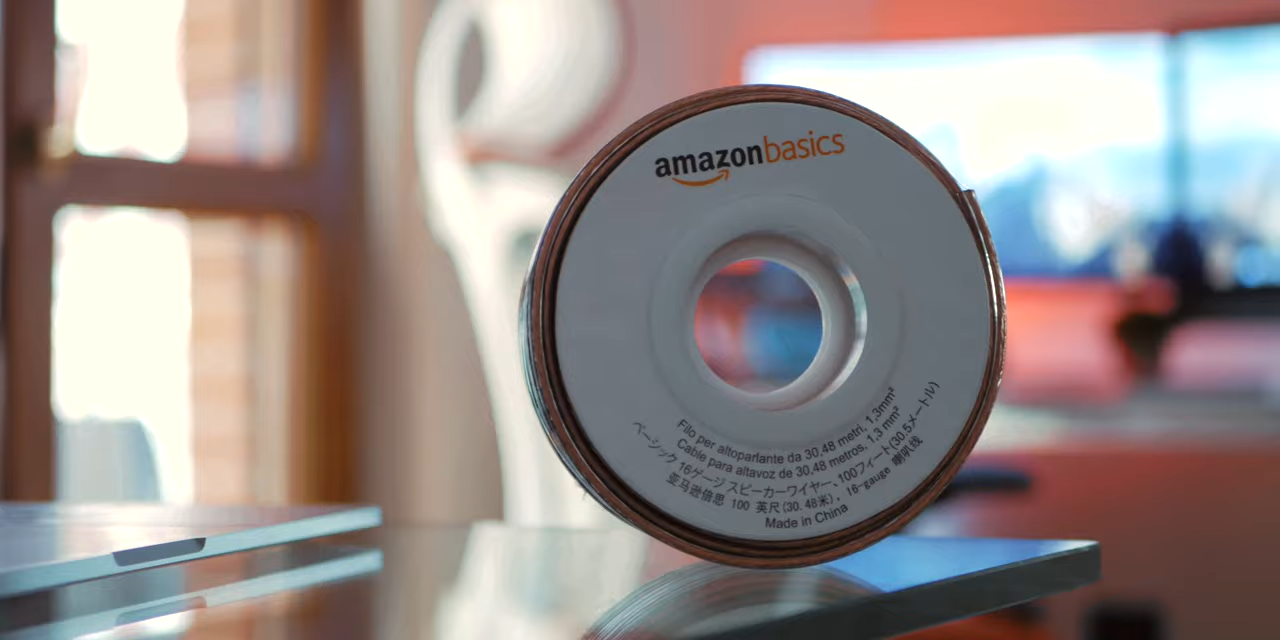 amazonbasics
Filo per altoparlante da 30,48 metri, 1,3mm²
Cable para altavoz de 30,48 metros, 1,3 mm²
ベーシック 16ゲージ スピーカーワイヤー、100フィート(30.5メートル)
亚马逊倍思 100 英尺(30.48米), 16-gauge 喇叭线
Made in China